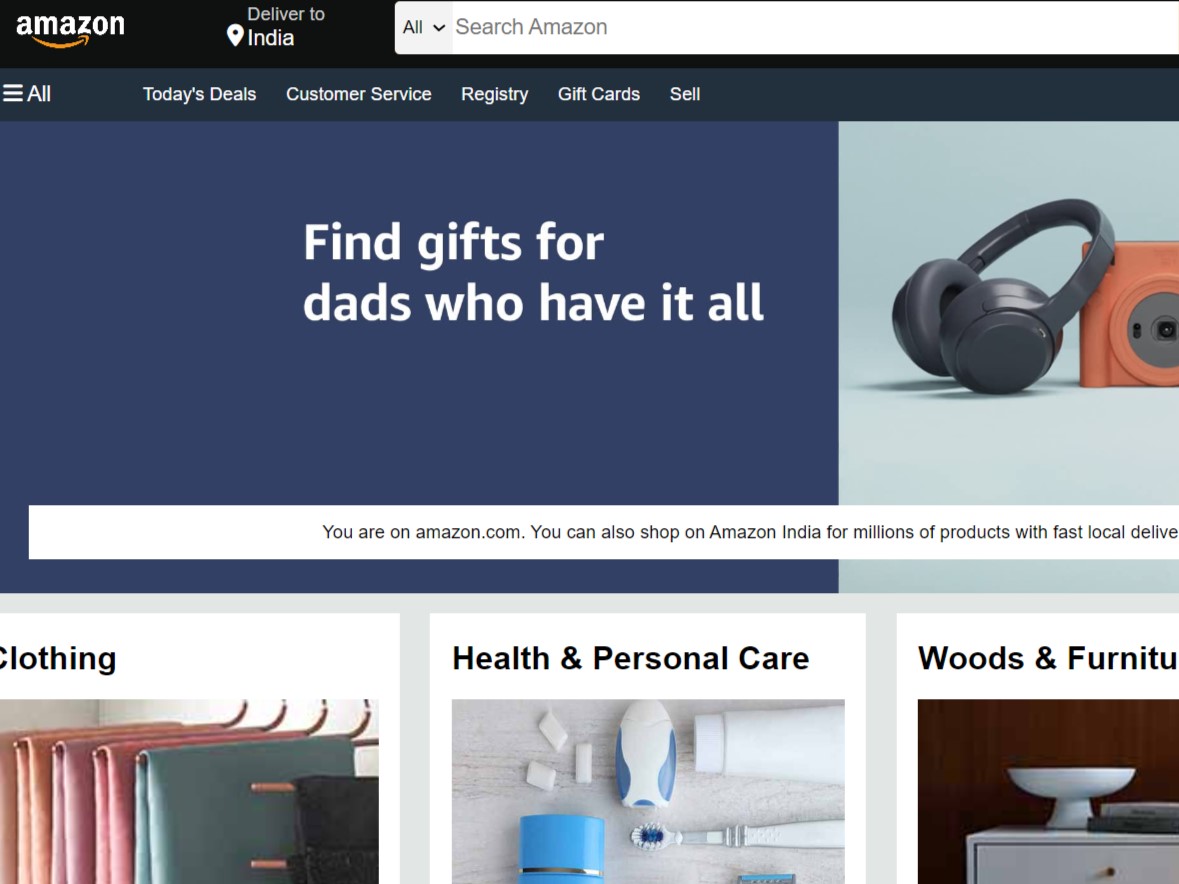 amazon
Deliver to
India
All
Search Amazon
All
Today's Deals Customer Service Registry Gift Cards Sell
Find gifts for
dads who have it all
You are on amazon.com. You can also shop on Amazon India for millions of products with fast local delive
Clothing
Health & Personal Care
Woods & Furnitu